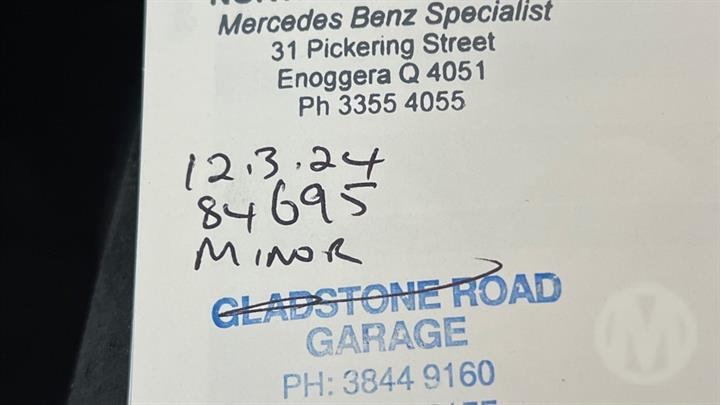 Mercedes Benz Specialist
31 Pickering Street
Enoggera Q 4051
Ph 3355 4055
12.3.24
84695
MINOR
GLADSTONE ROAD
GARAGE
PH: 3844 9160
M